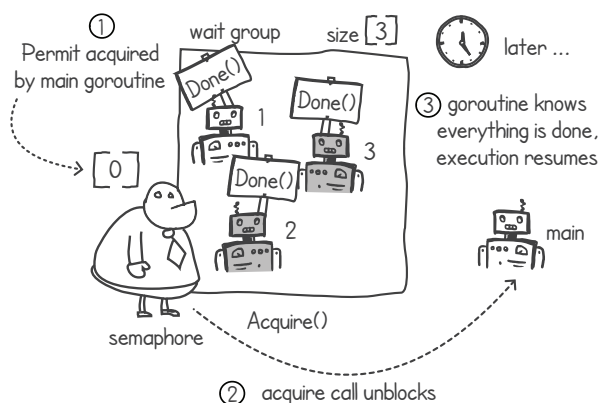 1
Permit acquired
by main goroutine
wait group
size [3]
later ...
Done()
1
Done()
3
Done()
2
3 goroutine knows
everything is done,
execution resumes
[0]
main
semaphore
Acquire()
2 acquire call unblocks